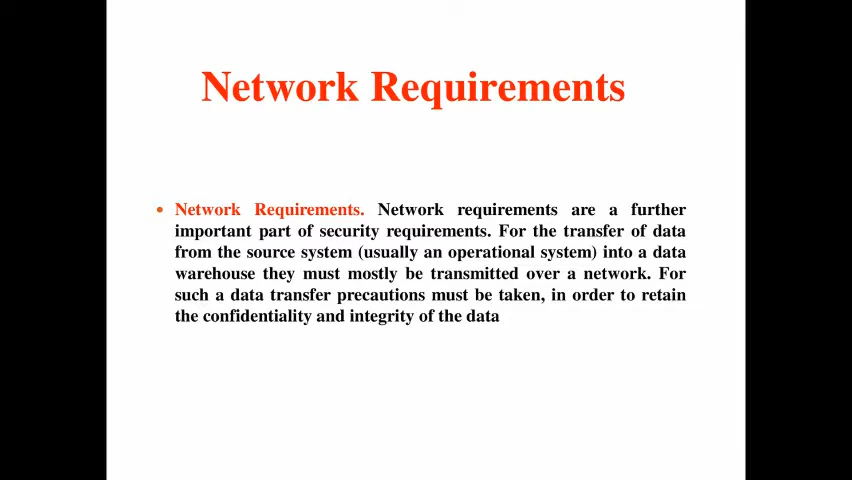 Network Requirements
• Network Requirements. Network requirements are a further
important part of security requirements. For the transfer of data
from the source system (usually an operational system) into a data
warehouse they must mostly be transmitted over a network. For
such a data transfer precautions must be taken, in order to retain
the confidentiality and integrity of the data